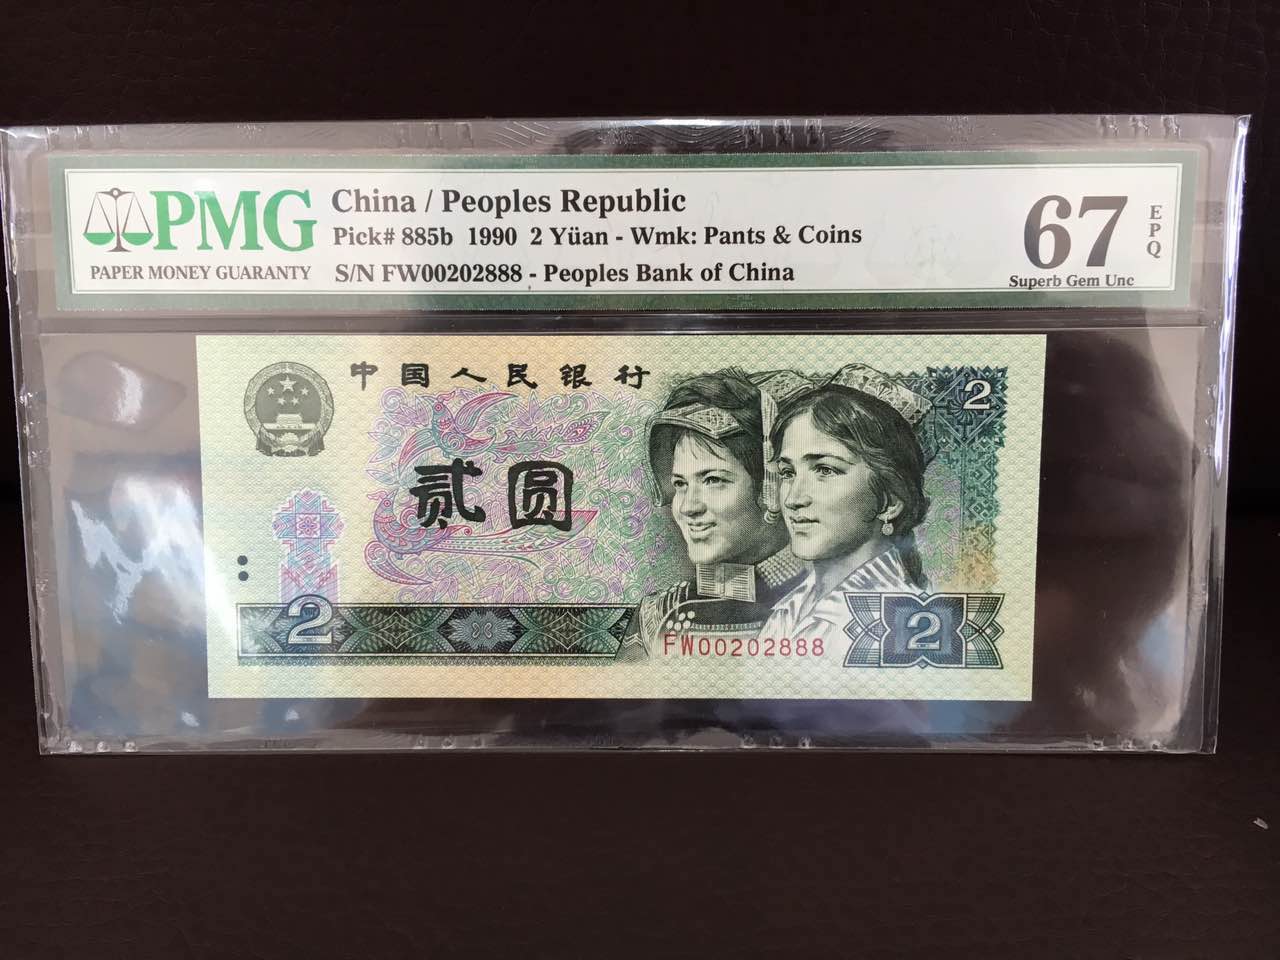 PMG
PAPER MONEY GUARANTY
China / Peoples Republic
Pick# 885b 1990 2 Yüan - Wmk: Pants & Coins
S/N FW00202888 - Peoples Bank of China
67
EPQ
Superb Gem Unc
中国人民银行
2
贰圆
2
FW00202888
2